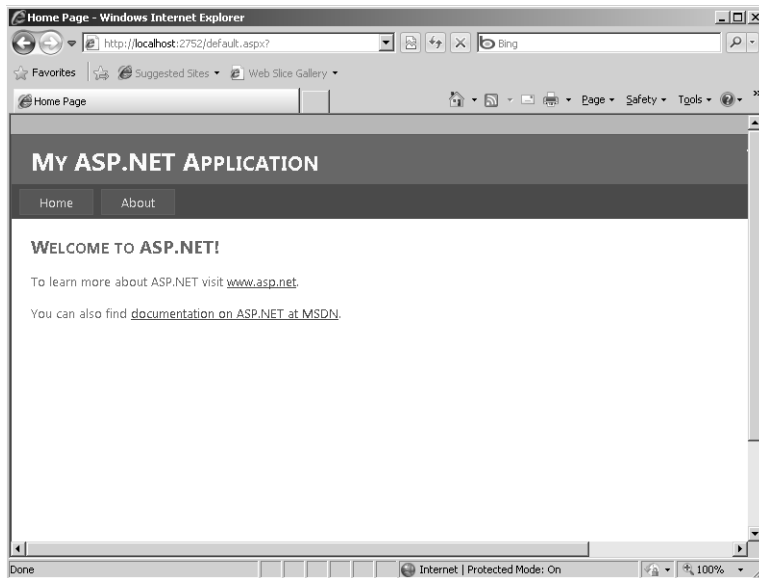 Home Page - Windows Internet Explorer
http://localhost:2752/default.aspx?
Bing
Favorites Suggested Sites Web Slice Gallery
Home Page
Page Safety Tools
MY ASP.NET APPLICATION
Home About
WELCOME TO ASP.NET!
To learn more about ASP.NET visit www.asp.net.
You can also find documentation on ASP.NET at MSDN.
Done Internet | Protected Mode: On 100%